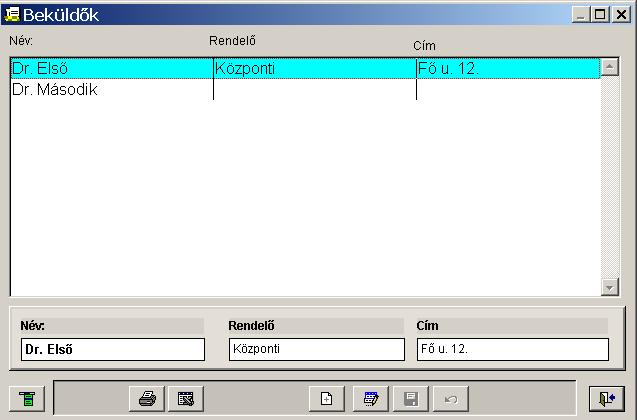 Beküldők
Név: Rendelő Cím
Dr. Első Központi Fő u. 12.
Dr. Második
Név: Rendelő Cím
Dr. Első Központi Fő u. 12.